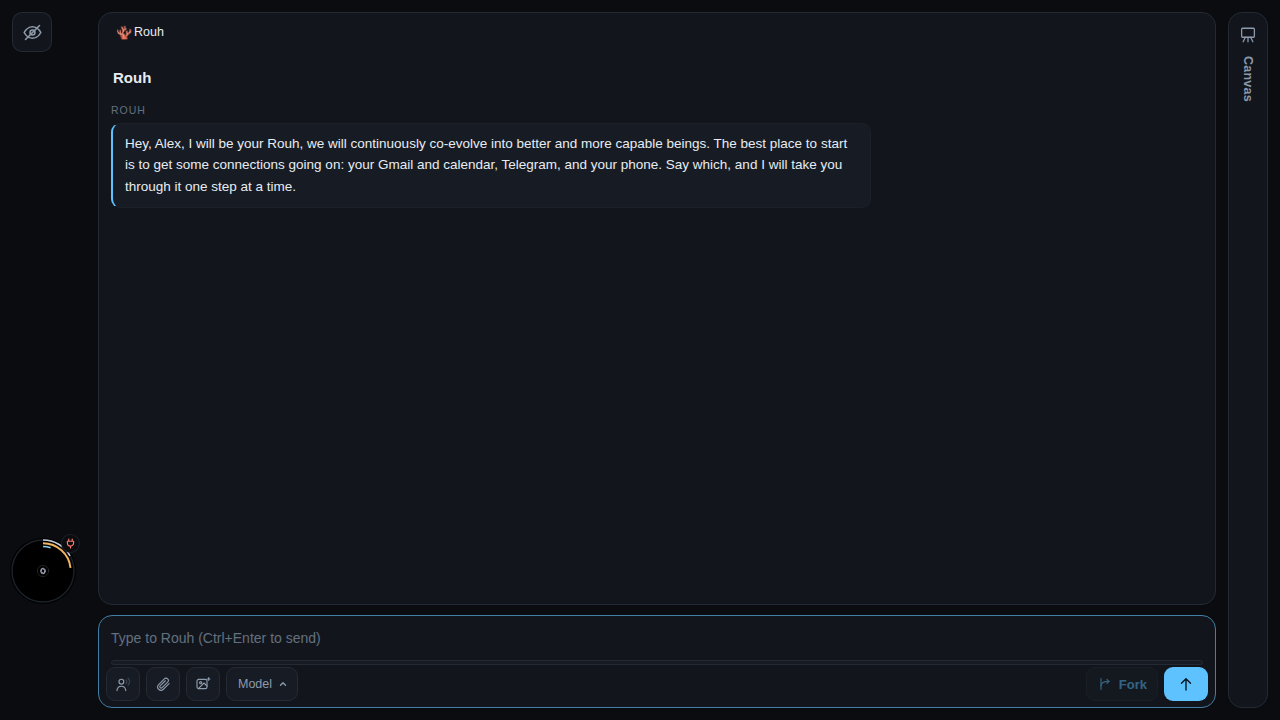 Rouh
Canvas
Rouh
ROUH
Hey, Alex, I will be your Rouh, we will continuously co-evolve into better and more capable beings. The best place to start
is to get some connections going on: your Gmail and calendar, Telegram, and your phone. Say which, and I will take you
through it one step at a time.
Type to Rouh (Ctrl+Enter to send)
Model
Fork